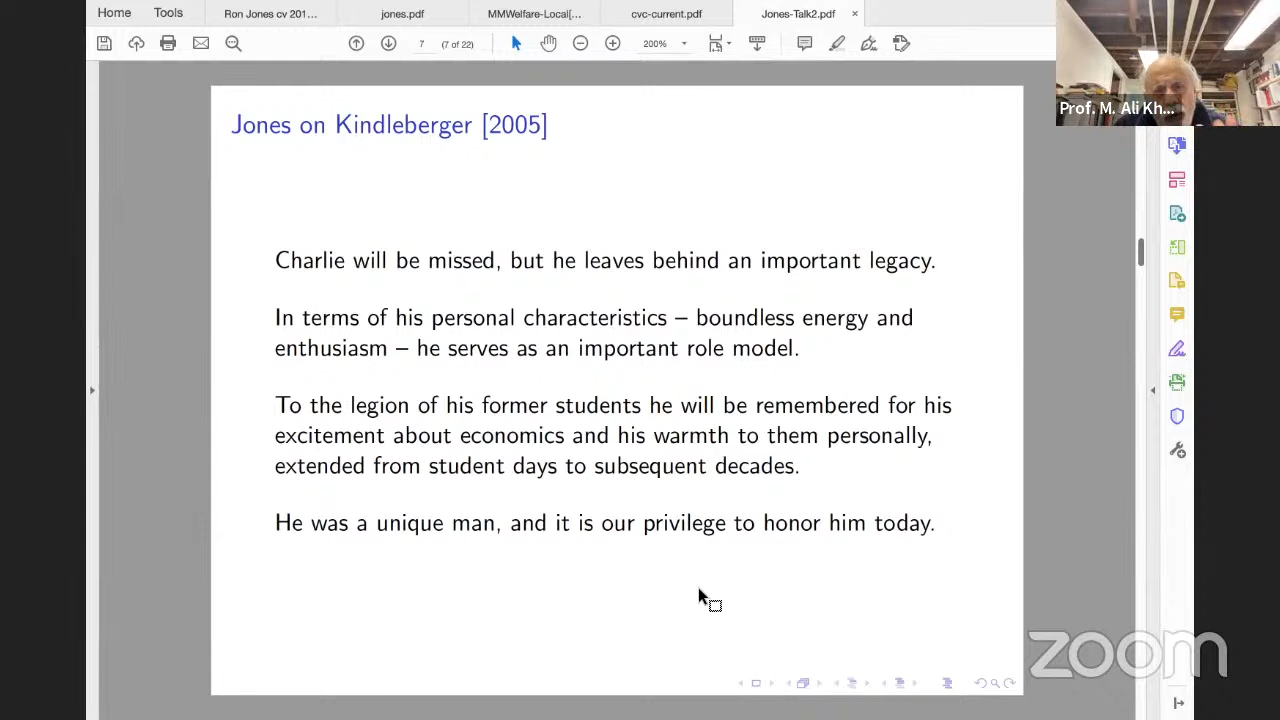 Home Tools Ron Jones cv 201... jones.pdf MMWelfare-Local[... cvc-current.pdf Jones-Talk2.pdf ×
7 (7 of 22) 200%
Prof. M. Ali Kh...
Jones on Kindleberger [2005]
Charlie will be missed, but he leaves behind an important legacy.
In terms of his personal characteristics – boundless energy and
enthusiasm – he serves as an important role model.
To the legion of his former students he will be remembered for his
excitement about economics and his warmth to them personally,
extended from student days to subsequent decades.
He was a unique man, and it is our privilege to honor him today.
zoom